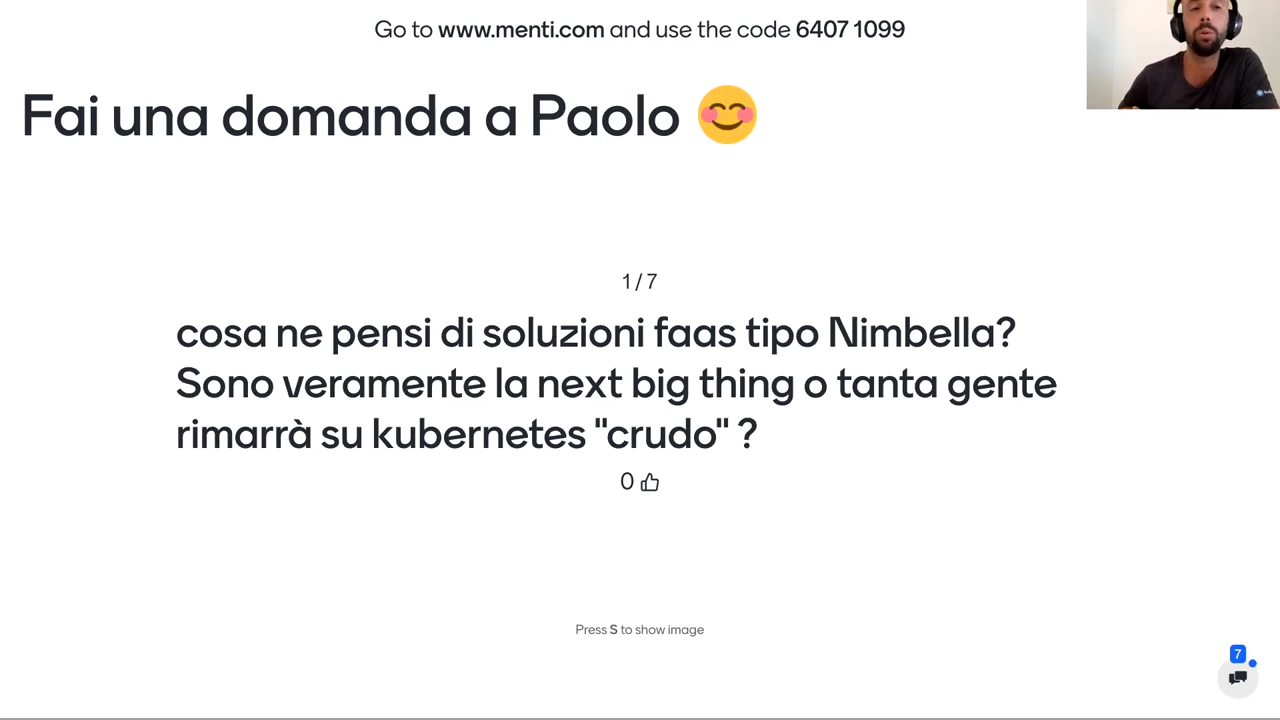 Go to www.menti.com and use the code 6407 1099
Fai una domanda a Paolo 😊
1 / 7
cosa ne pensi di soluzioni faas tipo Nimbella?
Sono veramente la next big thing o tanta gente
rimarrà su kubernetes "crudo" ?
0
Press S to show image
7